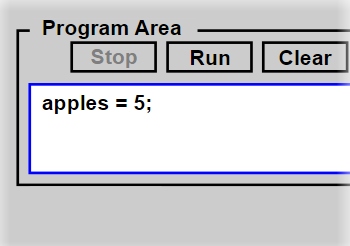 Program Area
Stop Run Clear
apples = 5;